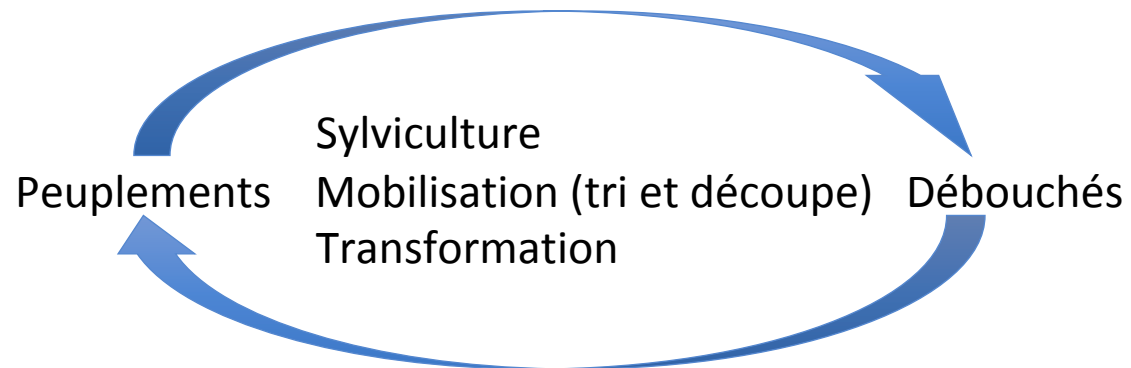 Sylviculture
Peuplements Mobilisation (tri et découpe) Débouchés
Transformation